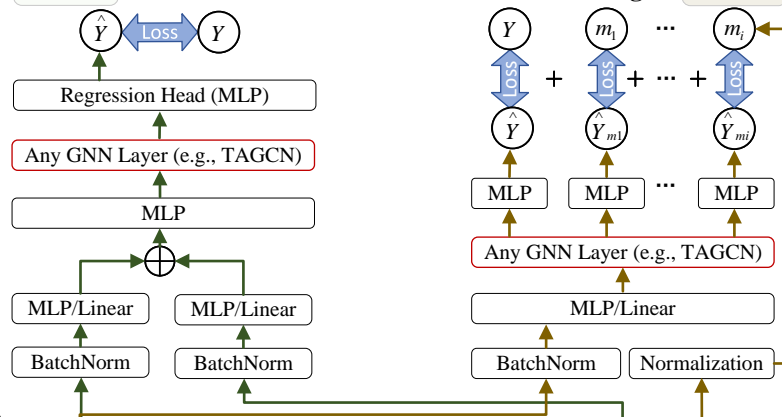 Ŷ Loss Y
Regression Head (MLP)
Any GNN Layer (e.g., TAGCN)
MLP
MLP/Linear MLP/Linear
BatchNorm BatchNorm
Y m1 ... mi
Loss + Loss + ... + Loss
Ŷ Ŷm1 Ŷmi
MLP MLP ... MLP
Any GNN Layer (e.g., TAGCN)
MLP/Linear
BatchNorm Normalization